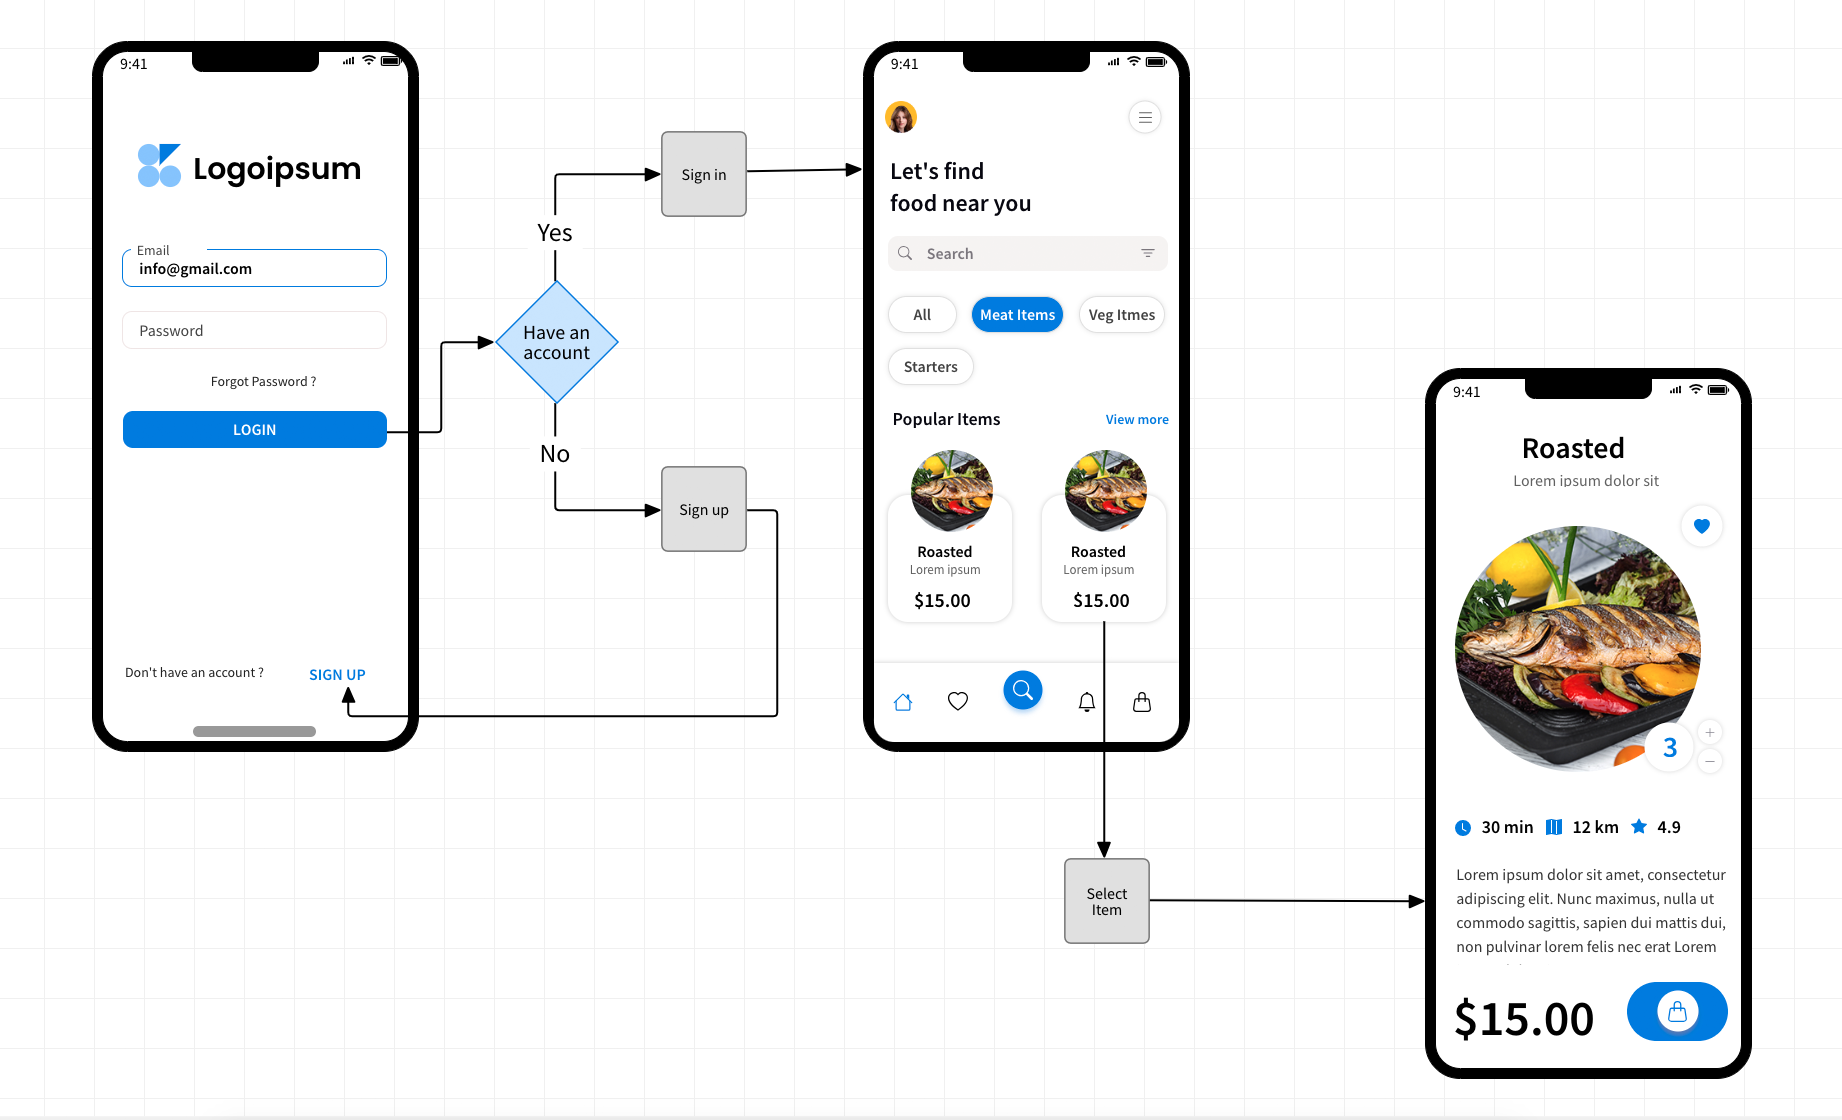 9:41
Logoipsum
Email
info@gmail.com
Password
Forgot Password ?
LOGIN
Don't have an account ?
SIGN UP
Yes
Have an
account
No
Sign in
Sign up
9:41
Let's find
food near you
Search
All
Meat Items
Veg Itmes
Starters
Popular Items
View more
Roasted
Lorem ipsum
$15.00
Roasted
Lorem ipsum
$15.00
Select
Item
9:41
Roasted
Lorem ipsum dolor sit
3
30 min
12 km
4.9
Lorem ipsum dolor sit amet, consectetur
adipiscing elit. Nunc maximus, nulla ut
commodo sagittis, sapien dui mattis dui,
non pulvinar lorem felis nec erat Lorem
$15.00